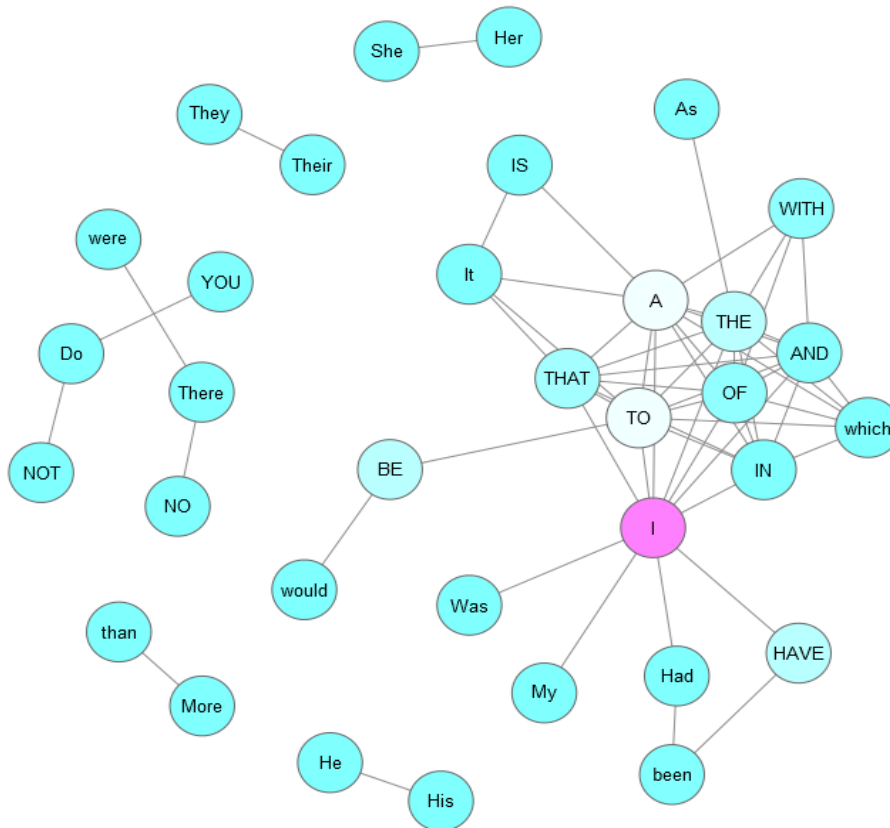 She
Her
They
Their
As
IS
WITH
were
YOU
It
A
THE
Do
AND
There
THAT
OF
TO
which
NOT
NO
BE
IN
I
would
Was
than
HAVE
More
My
Had
He
been
His